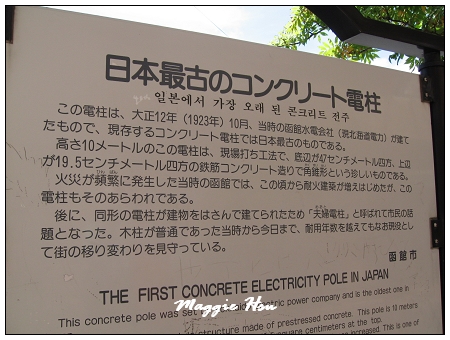 日本最古のコンクリート電柱
일본에서 가장 오래 된 콘크리트 전주
この電柱は、大正12年（1923年）10月、当時の函館水電会社（現北海道電力）が建て
たもので、現存するコンクリート電柱では日本最古のものである。
高さ10メートルのこの電柱は、現場打ち工法で、底辺が47センチメートル四方、上辺
が19.5センチメートル四方の鉄筋コンクリート造りで角錐形という珍しいものである。
火災が頻繁に発生した当時の函館では、この頃から耐火建築が増えはじめたが、この
電柱もそのあらわれである。
後に、同形の電柱が建物をはさんで建てられたため「夫婦電柱」と呼ばれて市民の話
題となった。木柱が普通であった当時から今日まで、耐用年数を越えてもなお現役とし
て街の移り変わりを見守っている。
函館市
THE FIRST CONCRETE ELECTRICITY POLE IN JAPAN
Maggie Hsu
This concrete pole was set electric power company and is the oldest one in
structure made of prestressed concrete. This pole is 10 meters
square centimeters at the top.
increased. This is one of